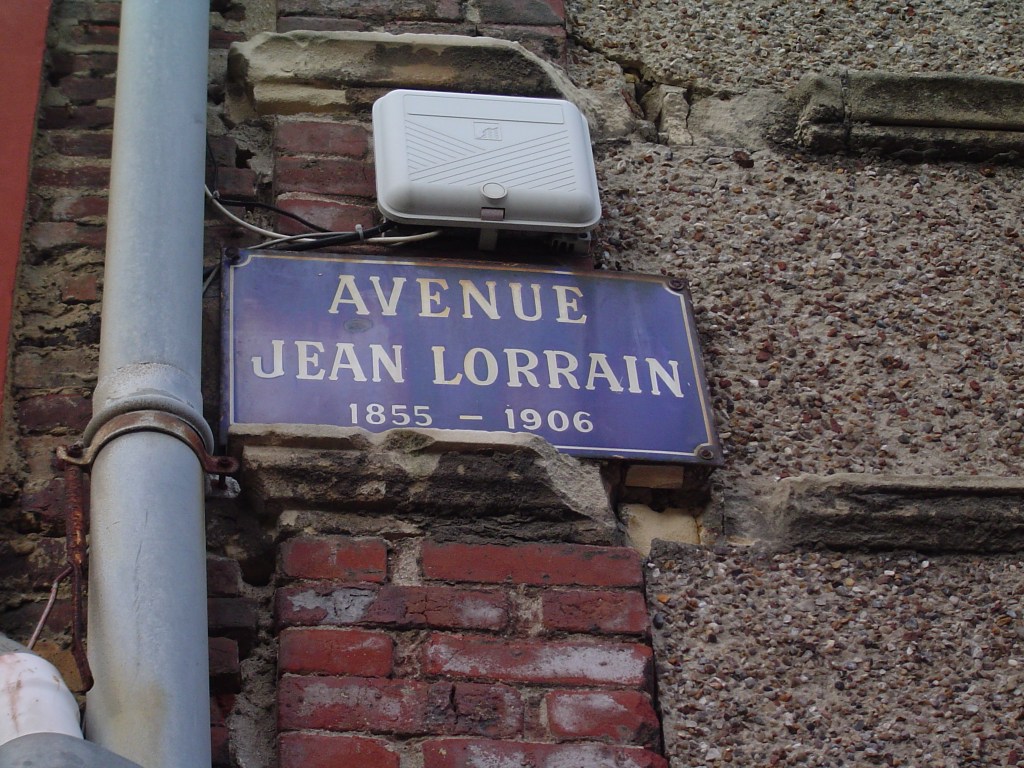 AVENUE
JEAN LORRAIN
1855 – 1906